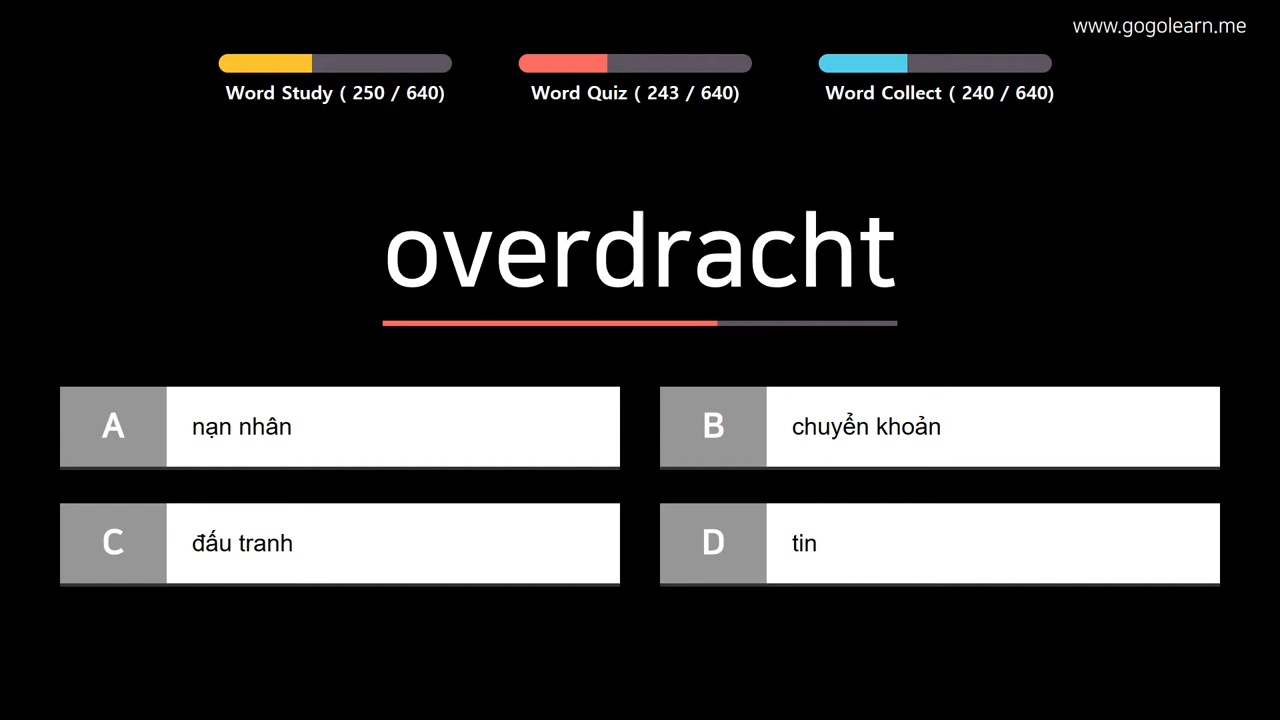 www.gogolearn.me
Word Study ( 250 / 640)
Word Quiz ( 243 / 640)
Word Collect ( 240 / 640)
overdracht
A nạn nhân
B chuyển khoản
C đấu tranh
D tin